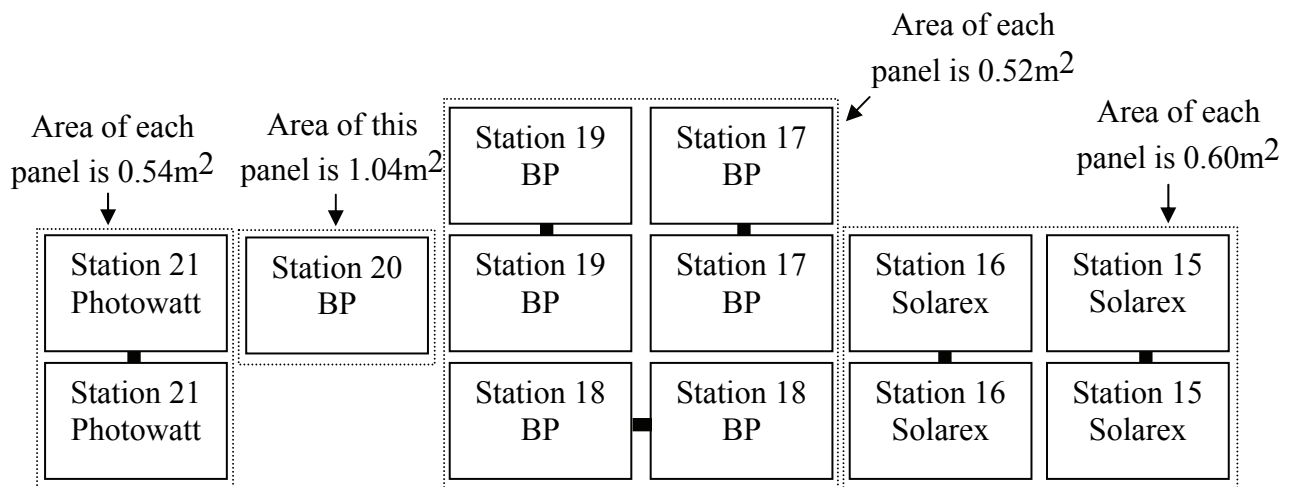 Area of each
panel is 0.52m2
Area of each
panel is 0.54m2
Area of this
panel is 1.04m2
Area of each
panel is 0.60m2
Station 19
BP
Station 17
BP
Station 21
Photowatt
Station 20
BP
Station 19
BP
Station 17
BP
Station 16
Solarex
Station 15
Solarex
Station 21
Photowatt
Station 18
BP
Station 18
BP
Station 16
Solarex
Station 15
Solarex